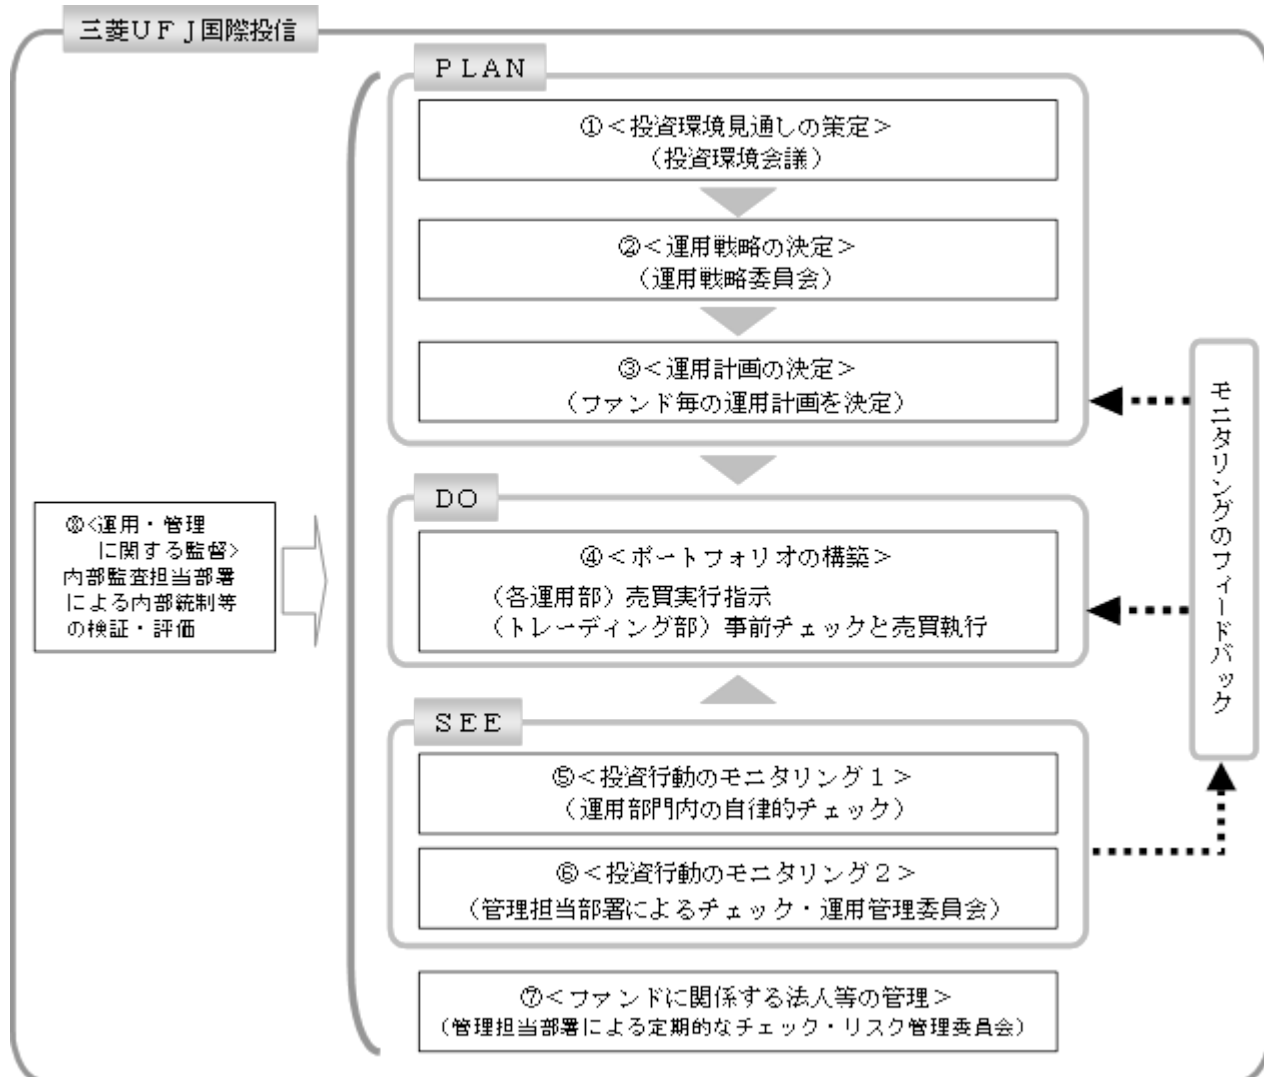 三菱ＵＦＪ国際投信
ＰＬＡＮ
①＜投資環境見通しの策定＞
（投資環境会議）
②＜運用戦略の決定＞
（運用戦略委員会）
③＜運用計画の決定＞
（ファンド毎の運用計画を決定）
ＤＯ
④＜ポートフォリオの構築＞
（各運用部）売買実行指示
（トレーディング部）事前チェックと売買執行
ＳＥＥ
⑤＜投資行動のモニタリング１＞
（運用部門内の自律的チェック）
⑥＜投資行動のモニタリング２＞
（管理担当部署によるチェック・運用管理委員会）
⑦＜ファンドに関係する法人等の管理＞
（管理担当部署による定期的なチェック・リスク管理委員会）
⑧<運用・管理
に関する監督>
内部監査担当部署
による内部統制等
の検証・評価
モニタリングのフィードバック